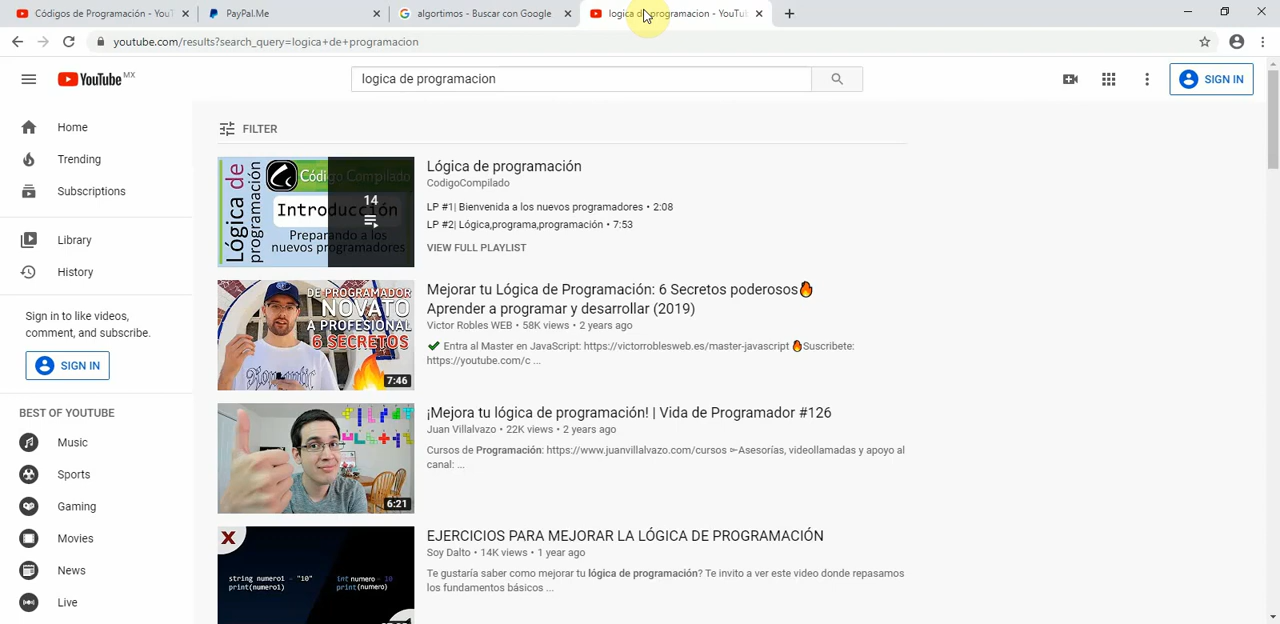 Códigos de Programación - YouT
PayPal.Me
algortimos - Buscar con Google
logica de programacion - YouTu
youtube.com/results?search_query=logica+de+programacion
YouTube MX
logica de programacion
SIGN IN
Home
Trending
Subscriptions
Library
History
Sign in to like videos,
comment, and subscribe.
SIGN IN
BEST OF YOUTUBE
Music
Sports
Gaming
Movies
News
Live
FILTER
Lógica de
programación
Código Compilado
Introducción
Preparando a los
nuevos programadores
14
Lógica de programación
CodigoCompilado
LP #1| Bienvenida a los nuevos programadores • 2:08
LP #2| Lógica,programa,programación • 7:53
VIEW FULL PLAYLIST
DE PROGRAMADOR
NOVATO
A PROFESIONAL
6 SECRETOS
7:46
Mejorar tu Lógica de Programación: 6 Secretos poderosos🔥
Aprender a programar y desarrollar (2019)
Victor Robles WEB • 58K views • 2 years ago
✔ Entra al Master en JavaScript: https://victorroblesweb.es/master-javascript 🔥Suscribete:
https://youtube.com/c ...
6:21
¡Mejora tu lógica de programación! | Vida de Programador #126
Juan Villalvazo • 22K views • 2 years ago
Cursos de Programación: https://www.juanvillalvazo.com/cursos ➣Asesorías, videollamadas y apoyo al
canal: ...
X
string numero1 = "10"
print(numero1)
int numero = 10
print(numero)
EJERCICIOS PARA MEJORAR LA LÓGICA DE PROGRAMACIÓN
Soy Dalto • 14K views • 1 year ago
Te gustaría saber como mejorar tu lógica de programación? Te invito a ver este video donde repasamos
los fundamentos básicos ...